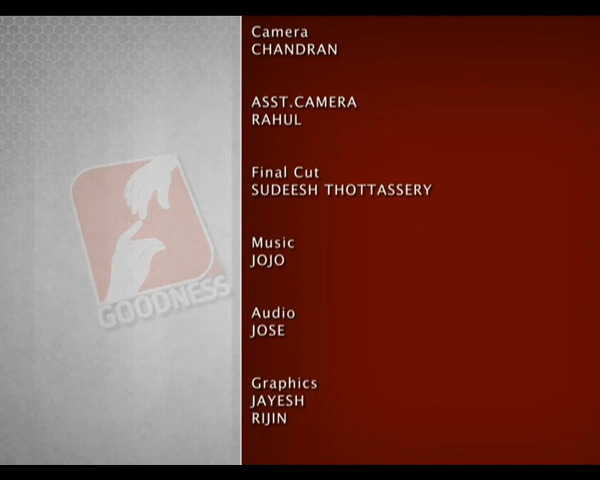 Camera
CHANDRAN
ASST.CAMERA
RAHUL
Final Cut
SUDEESH THOTTASSERY
Music
JOJO
Audio
JOSE
Graphics
JAYESH
RIJIN
GOODNESS